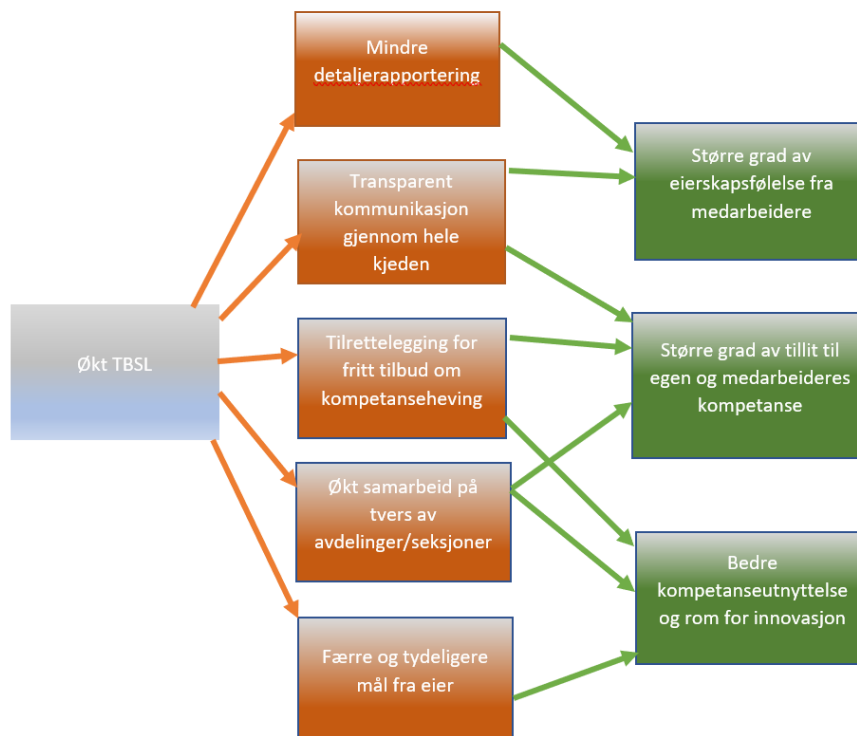 Mindre
detaljerapportering
Transparent
kommunikasjon
gjennom hele
kjeden
Større grad av
eierskapsfølelse fra
medarbeidere
Økt TBSL
Tilrettelegging for
fritt tilbud om
kompetanseheving
Større grad av tillit til
egen og medarbeideres
kompetanse
Økt samarbeid på
tvers av
avdelinger/seksjoner
Bedre
kompetanseutnyttelse
og rom for innovasjon
Færre og tydeligere
mål fra eier